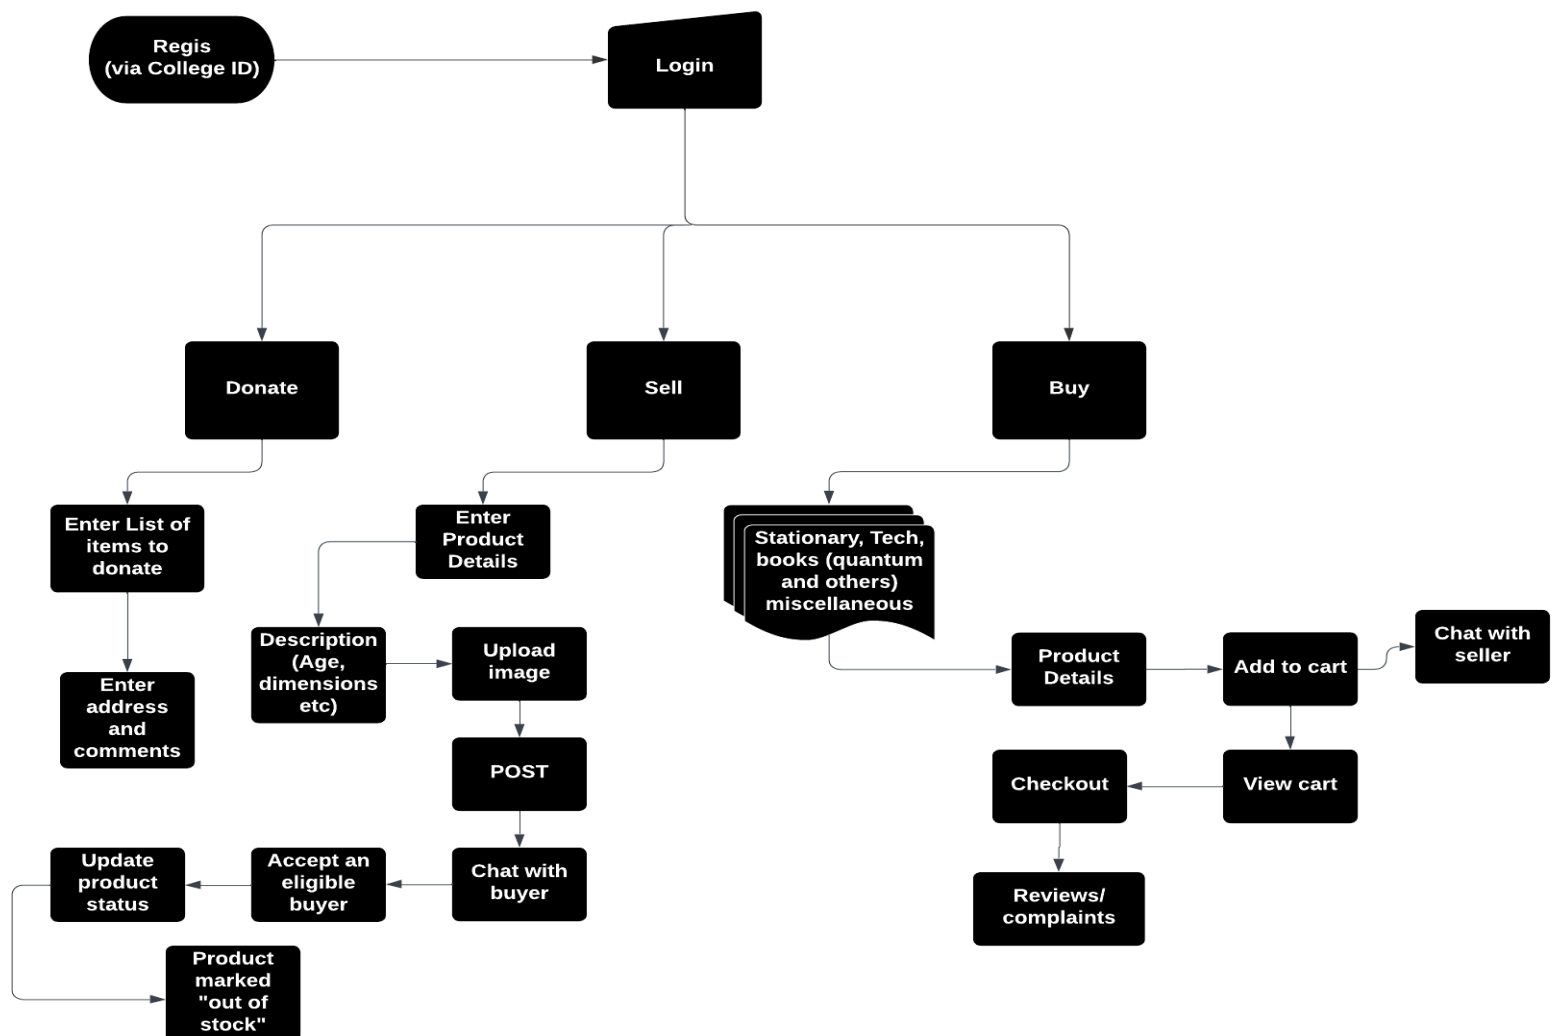 Regis
(via College ID)
Login
Donate
Sell
Buy
Enter List of
items to
donate
Enter
address
and
comments
Enter
Product
Details
Description
(Age,
dimensions
etc)
Upload
image
POST
Chat with
buyer
Accept an
eligible
buyer
Update
product
status
Product
marked
"out of
stock"
Stationary, Tech,
books (quantum
and others)
miscellaneous
Product
Details
Add to cart
Chat with
seller
View cart
Checkout
Reviews/
complaints